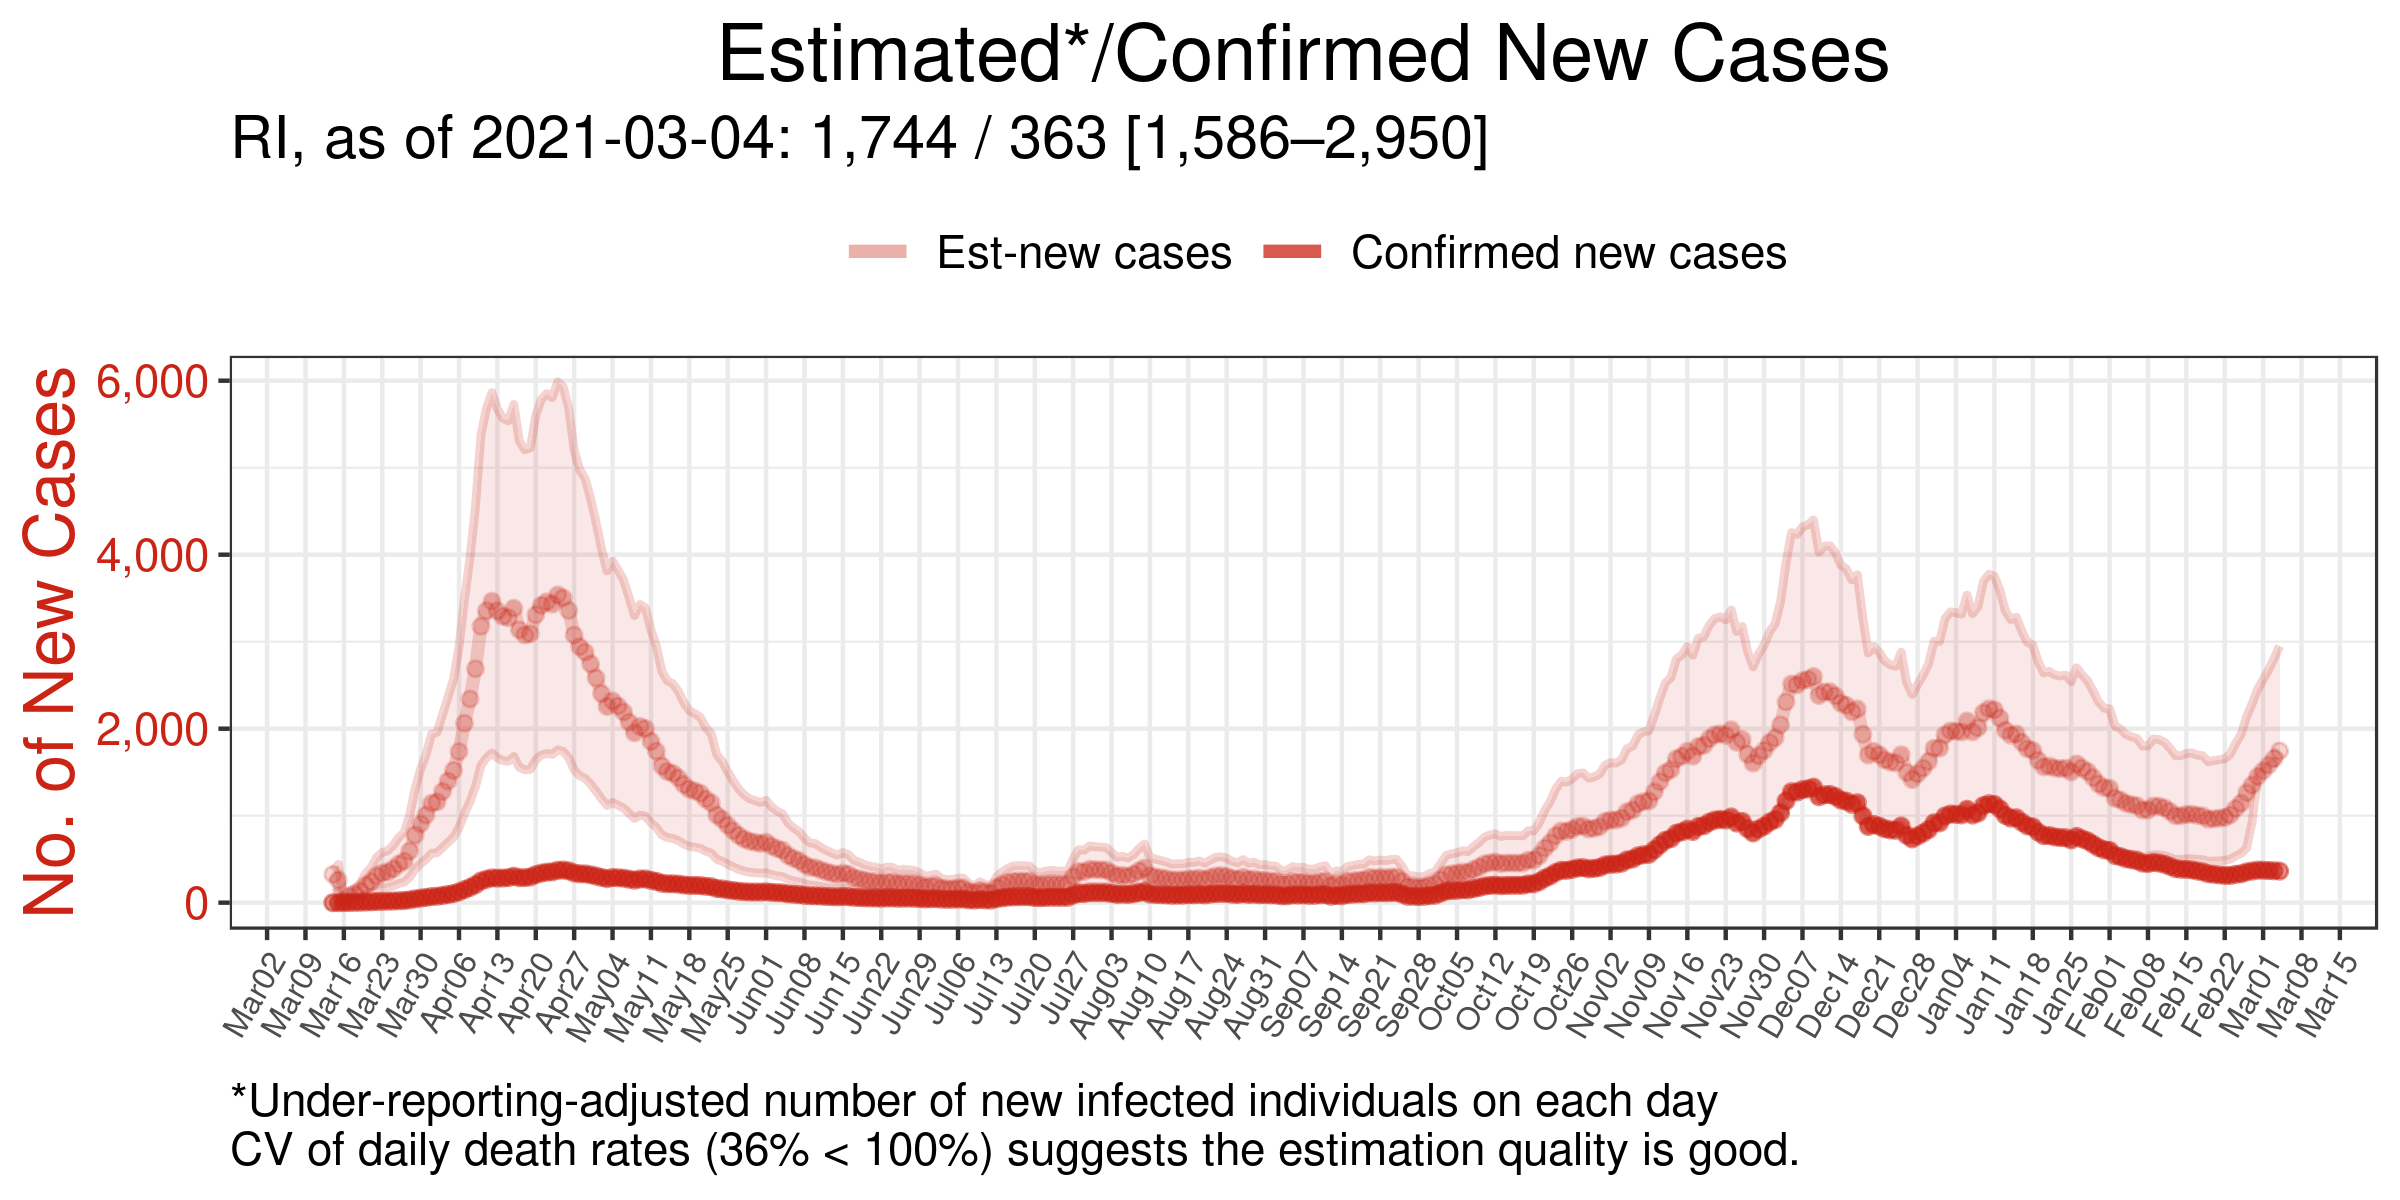 Estimated*/Confirmed New Cases
RI, as of 2021-03-04: 1,744 / 363 [1,586–2,950]
Est-new cases Confirmed new cases
No. of New Cases
6,000
4,000
2,000
0
Mar02 Mar09 Mar16 Mar23 Mar30 Apr06 Apr13 Apr20 Apr27 May04 May11 May18 May25 Jun01 Jun08 Jun15 Jun22 Jun29 Jul06 Jul13 Jul20 Jul27 Aug03 Aug10 Aug17 Aug24 Aug31 Sep07 Sep14 Sep21 Sep28 Oct05 Oct12 Oct19 Oct26 Nov02 Nov09 Nov16 Nov23 Nov30 Dec07 Dec14 Dec21 Dec28 Jan04 Jan11 Jan18 Jan25 Feb01 Feb08 Feb15 Feb22 Mar01 Mar08 Mar15
*Under-reporting-adjusted number of new infected individuals on each day
CV of daily death rates (36% < 100%) suggests the estimation quality is good.